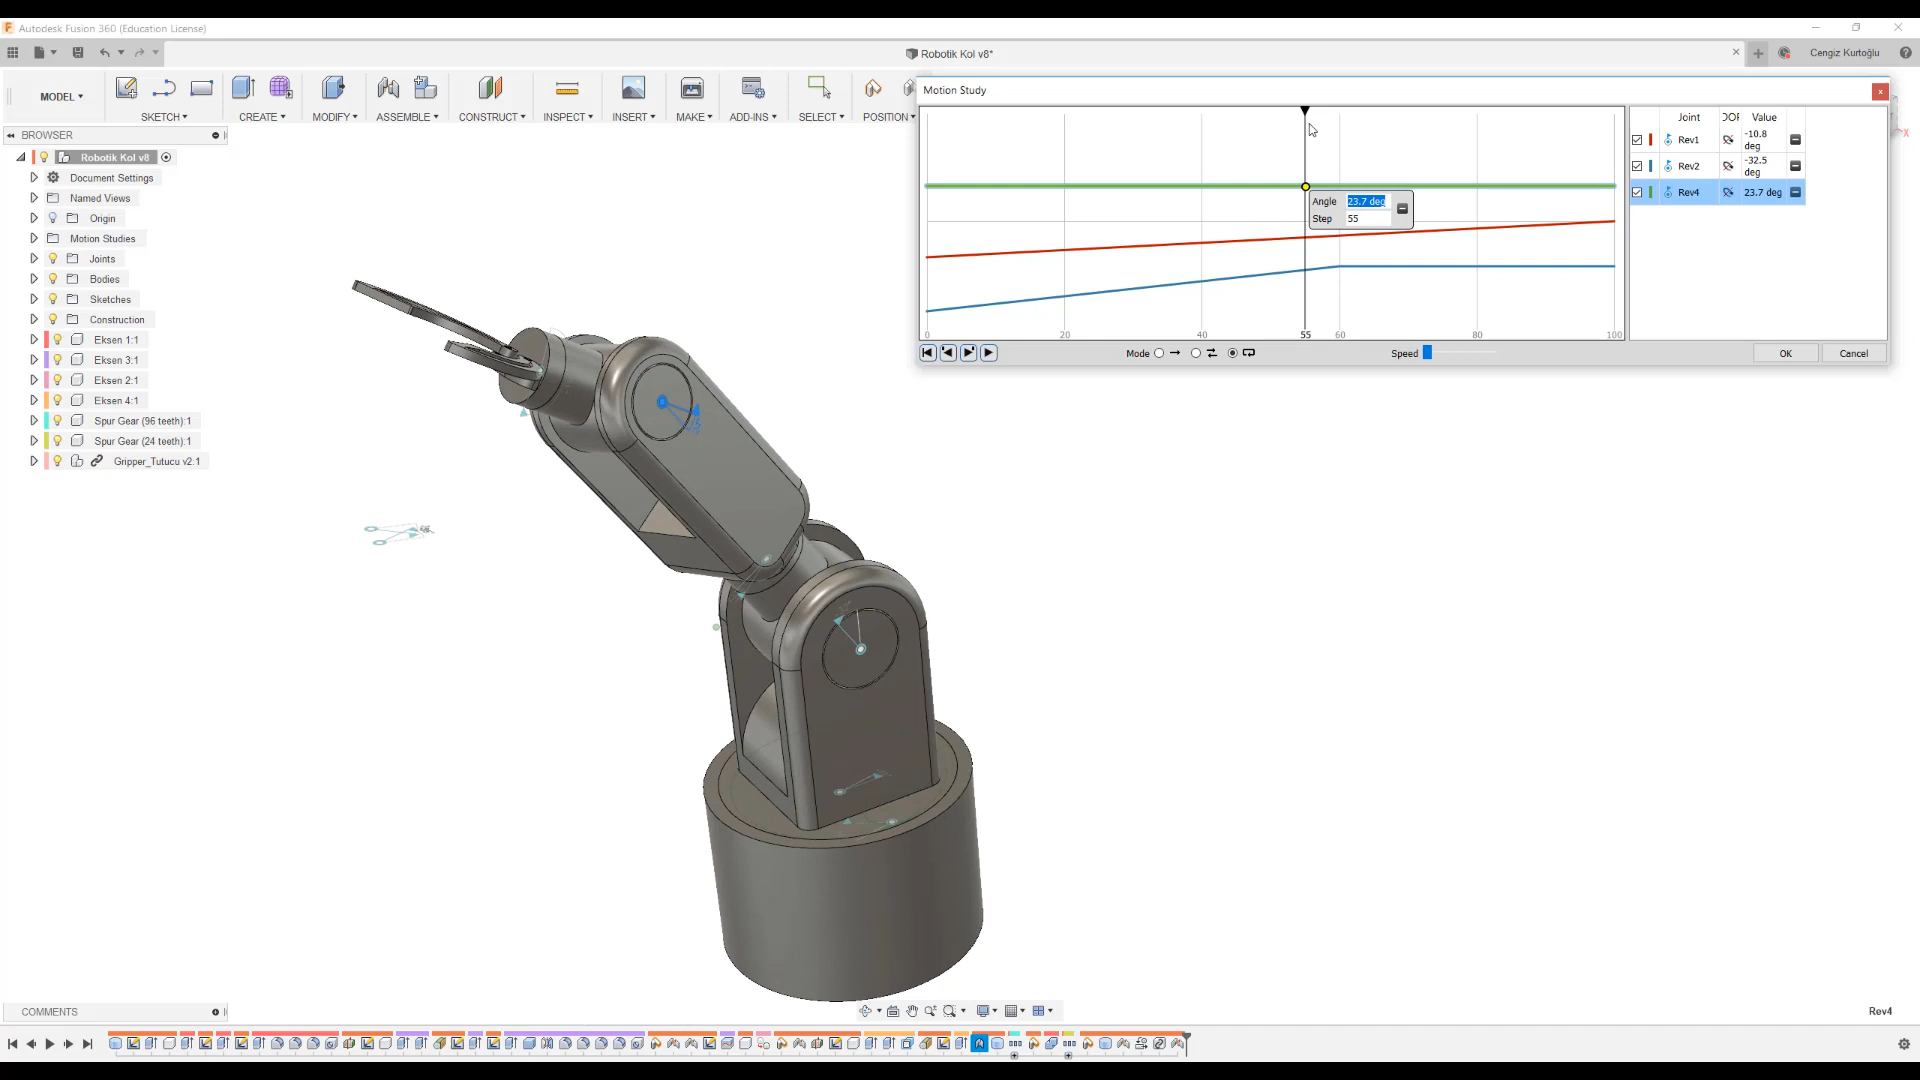 Autodesk Fusion 360 (Education License)
Robotik Kol v8*
Cengiz Kurtoğlu
MODEL
SKETCH
CREATE
MODIFY
ASSEMBLE
CONSTRUCT
INSPECT
INSERT
MAKE
ADD-INS
SELECT
POSITION
BROWSER
Robotik Kol v8
Document Settings
Named Views
Origin
Motion Studies
Joints
Bodies
Sketches
Construction
Eksen 1:1
Eksen 3:1
Eksen 2:1
Eksen 4:1
Spur Gear (96 teeth):1
Spur Gear (24 teeth):1
Gripper_Tutucu v2:1
Motion Study
Joint DOF Value
Rev1 -10.8 deg
Rev2 -32.5 deg
Rev4 23.7 deg
Angle 23.7 deg
Step 55
0 20 40 55 60 80 100
Mode
Speed
OK
Cancel
COMMENTS
Rev4